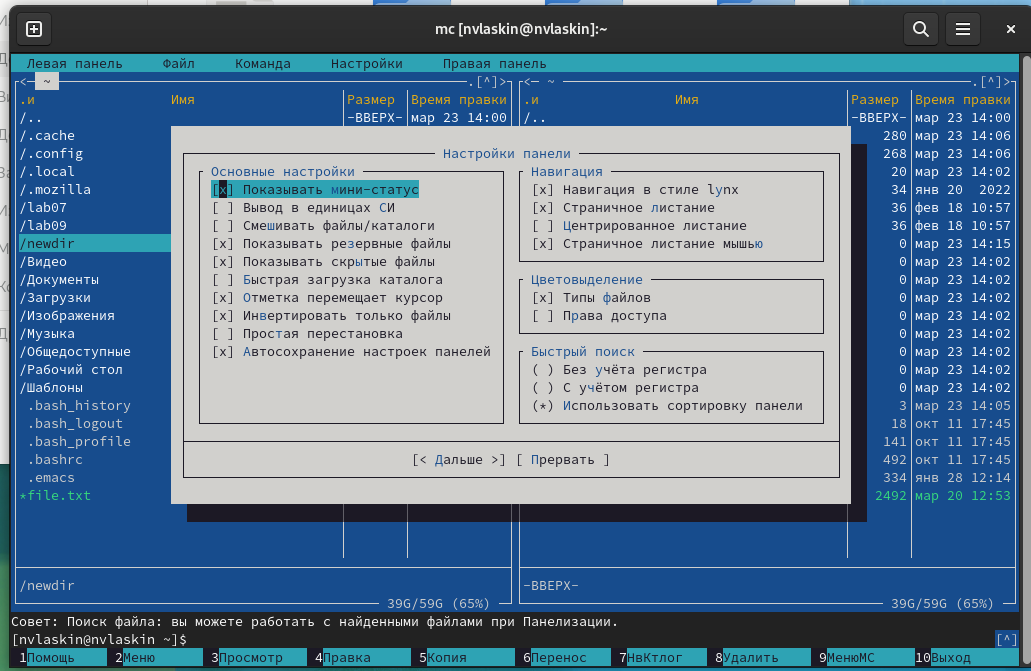 mc [nvlaskin@nvlaskin]:~
Левая панель Файл Команда Настройки Правая панель
<─ ~ .[^]> <─ ~ .[^]>
.и Имя Размер Время правки .и Имя Размер Время правки
/.. -ВВЕРХ- мар 23 14:00 /.. -ВВЕРХ- мар 23 14:00
/.cache 280 мар 23 14:06
/.config 268 мар 23 14:06
/.local 20 мар 23 14:02
/.mozilla 34 янв 20 2022
/lab07 36 фев 18 10:57
/lab09 36 фев 18 10:57
/newdir 0 мар 23 14:15
/Видео 0 мар 23 14:02
/Документы 0 мар 23 14:02
/Загрузки 0 мар 23 14:02
/Изображения 0 мар 23 14:02
/Музыка 0 мар 23 14:02
/Общедоступные 0 мар 23 14:02
/Рабочий стол 0 мар 23 14:02
/Шаблоны 0 мар 23 14:02
.bash_history 3 мар 23 14:05
.bash_logout 18 окт 11 17:45
.bash_profile 141 окт 11 17:45
.bashrc 492 окт 11 17:45
.emacs 334 янв 28 12:14
*file.txt 2492 мар 20 12:53
Настройки панели
Основные настройки
[x] Показывать мини-статус
[ ] Вывод в единицах СИ
[ ] Смешивать файлы/каталоги
[x] Показывать резервные файлы
[x] Показывать скрытые файлы
[ ] Быстрая загрузка каталога
[x] Отметка перемещает курсор
[x] Инвертировать только файлы
[ ] Простая перестановка
[x] Автосохранение настроек панелей
Навигация
[x] Навигация в стиле lynx
[x] Страничное листание
[ ] Центрированное листание
[x] Страничное листание мышью
Цветовыделение
[x] Типы файлов
[ ] Права доступа
Быстрый поиск
( ) Без учёта регистра
( ) С учётом регистра
(*) Использовать сортировку панели
[< Дальше >] [ Прервать ]
/newdir -ВВЕРХ-
39G/59G (65%) 39G/59G (65%)
Совет: Поиск файла: вы можете работать с найденными файлами при Панелизации.
[nvlaskin@nvlaskin ~]$ [^]
1Помощь 2Меню 3Просмотр 4Правка 5Копия 6Перенос 7НвКтлог 8Удалить 9МенюMC 10Выход